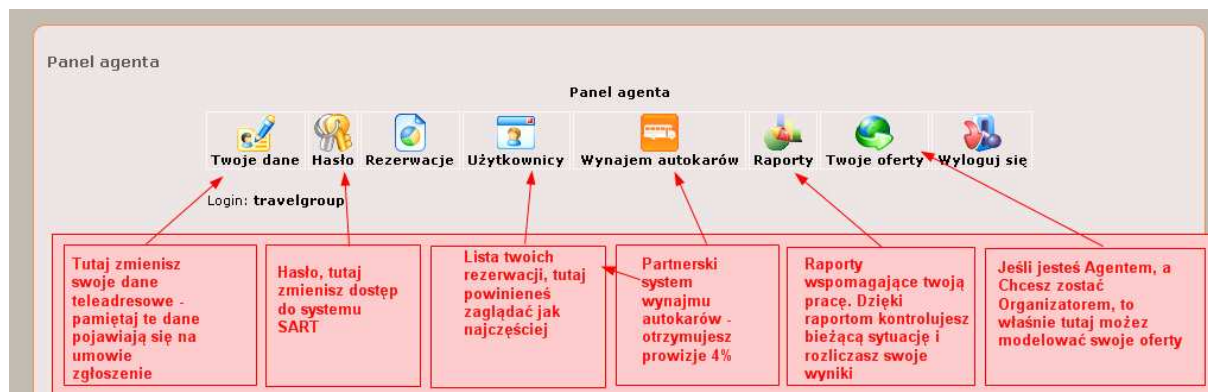 Panel agenta
Panel agenta
Twoje dane Hasło Rezerwacje Użytkownicy Wynajem autokarów Raporty Twoje oferty Wyloguj się
Login: travelgroup
Tutaj zmienisz
swoje dane
teleadresowe -
pamiętaj te dane
pojawiają się na
umowie
zgłoszenie
Hasło, tutaj
zmienisz dostęp
do systemu
SART
Lista twoich
rezerwacji, tutaj
powinieneś
zaglądać jak
najczęściej
Partnerski
system
wynajmu
autokarów -
otrzymujesz
prowizje 4%
Raporty
wspomagające twoją
pracę. Dzięki
raportom kontrolujesz
bieżącą sytuację i
rozliczasz swoje
wyniki
Jeśli jesteś Agentem, a
Chcesz zostać
Organizatorem, to
właśnie tutaj możez
modelować swoje oferty